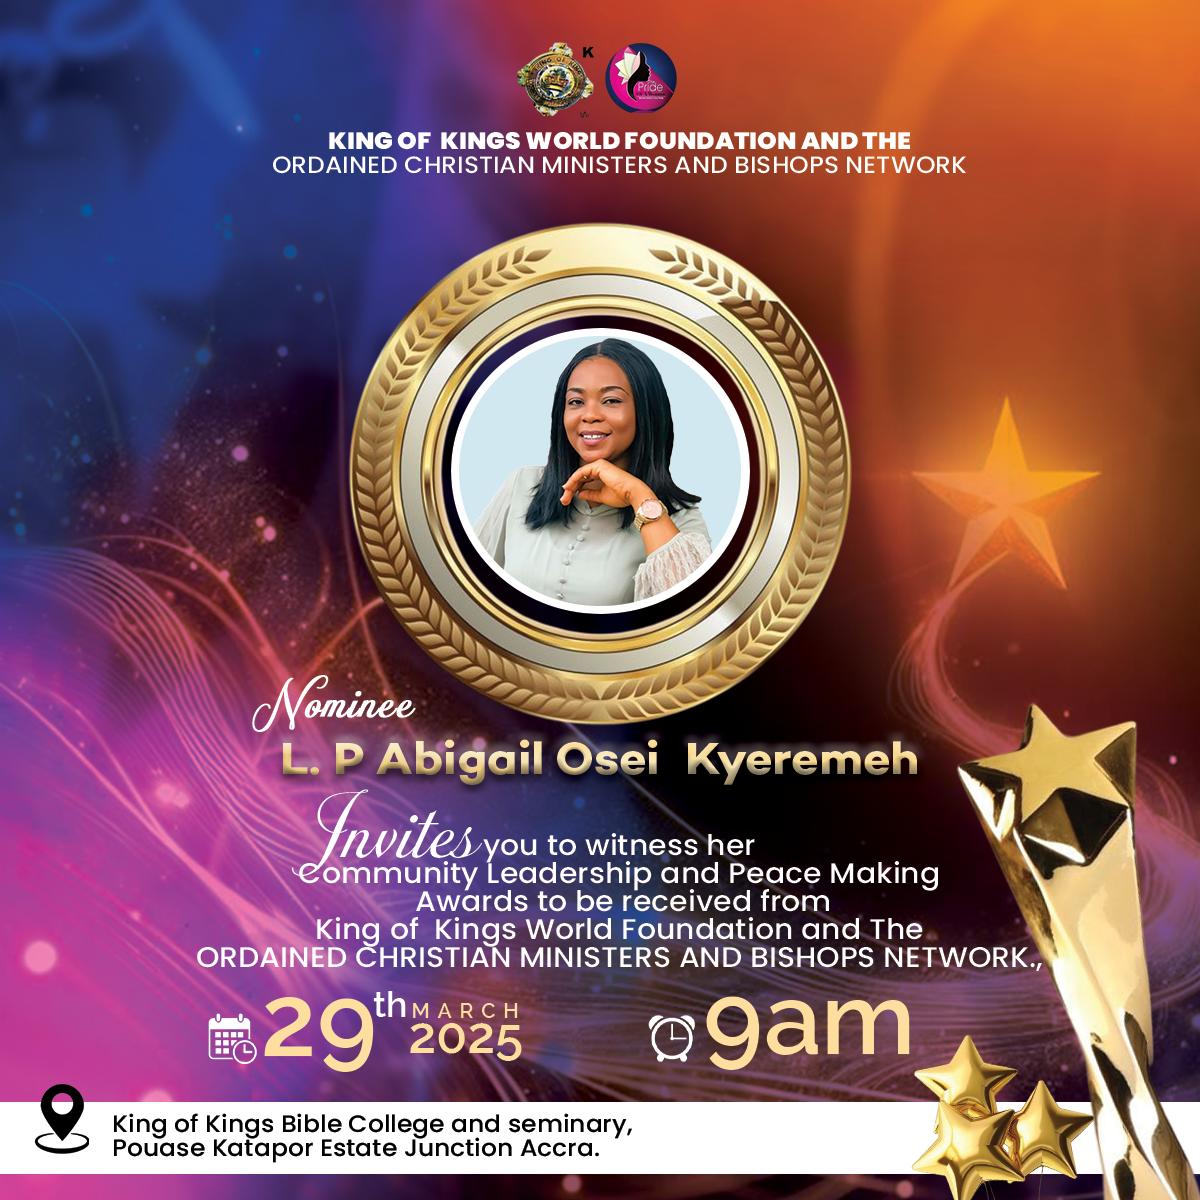 K
Pride
KING OF KINGS WORLD FOUNDATION AND THE
ORDAINED CHRISTIAN MINISTERS AND BISHOPS NETWORK
Nominee
L. P Abigail Osei Kyeremeh
Invites you to witness her
Community Leadership and Peace Making
Awards to be received from
King of Kings World Foundation and The
ORDAINED CHRISTIAN MINISTERS AND BISHOPS NETWORK.,
29th MARCH 2025
9am
King of Kings Bible College and seminary,
Pouase Katapor Estate Junction Accra.